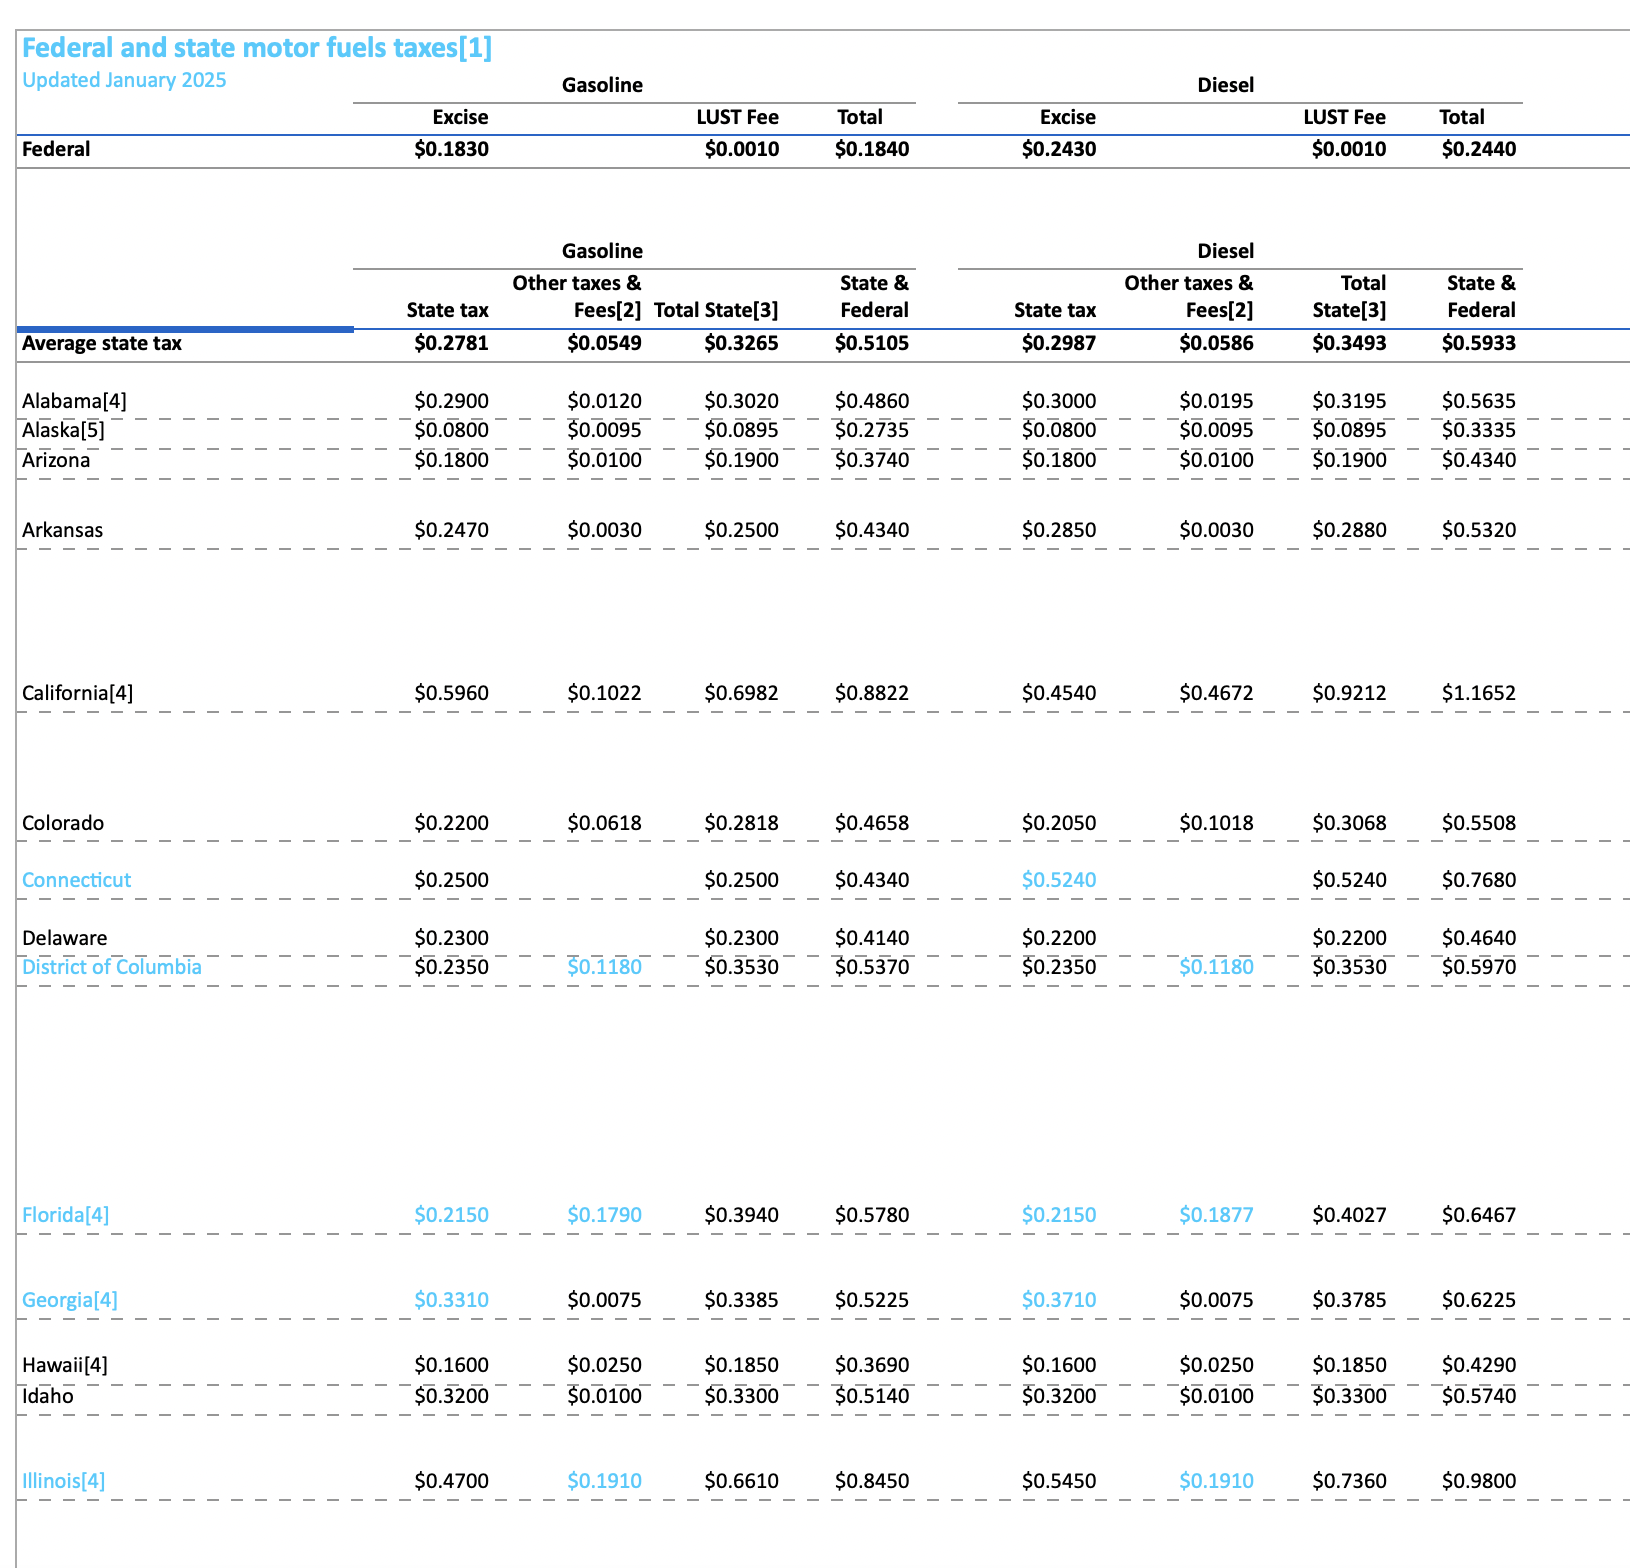 Federal and state motor fuels taxes[1]
Updated January 2025
Gasoline Diesel
Excise LUST Fee Total Excise LUST Fee Total
Federal $0.1830 $0.0010 $0.1840 $0.2430 $0.0010 $0.2440
Gasoline Diesel
Other taxes & State & Other taxes & Total State &
State tax Fees[2] Total State[3] Federal State tax Fees[2] State[3] Federal
Average state tax $0.2781 $0.0549 $0.3265 $0.5105 $0.2987 $0.0586 $0.3493 $0.5933
Alabama[4] $0.2900 $0.0120 $0.3020 $0.4860 $0.3000 $0.0195 $0.3195 $0.5635
Alaska[5] $0.0800 $0.0095 $0.0895 $0.2735 $0.0800 $0.0095 $0.0895 $0.3335
Arizona $0.1800 $0.0100 $0.1900 $0.3740 $0.1800 $0.0100 $0.1900 $0.4340
Arkansas $0.2470 $0.0030 $0.2500 $0.4340 $0.2850 $0.0030 $0.2880 $0.5320
California[4] $0.5960 $0.1022 $0.6982 $0.8822 $0.4540 $0.4672 $0.9212 $1.1652
Colorado $0.2200 $0.0618 $0.2818 $0.4658 $0.2050 $0.1018 $0.3068 $0.5508
Connecticut $0.2500 $0.2500 $0.4340 $0.5240 $0.5240 $0.7680
Delaware $0.2300 $0.2300 $0.4140 $0.2200 $0.2200 $0.4640
District of Columbia $0.2350 $0.1180 $0.3530 $0.5370 $0.2350 $0.1180 $0.3530 $0.5970
Florida[4] $0.2150 $0.1790 $0.3940 $0.5780 $0.2150 $0.1877 $0.4027 $0.6467
Georgia[4] $0.3310 $0.0075 $0.3385 $0.5225 $0.3710 $0.0075 $0.3785 $0.6225
Hawaii[4] $0.1600 $0.0250 $0.1850 $0.3690 $0.1600 $0.0250 $0.1850 $0.4290
Idaho $0.3200 $0.0100 $0.3300 $0.5140 $0.3200 $0.0100 $0.3300 $0.5740
Illinois[4] $0.4700 $0.1910 $0.6610 $0.8450 $0.5450 $0.1910 $0.7360 $0.9800